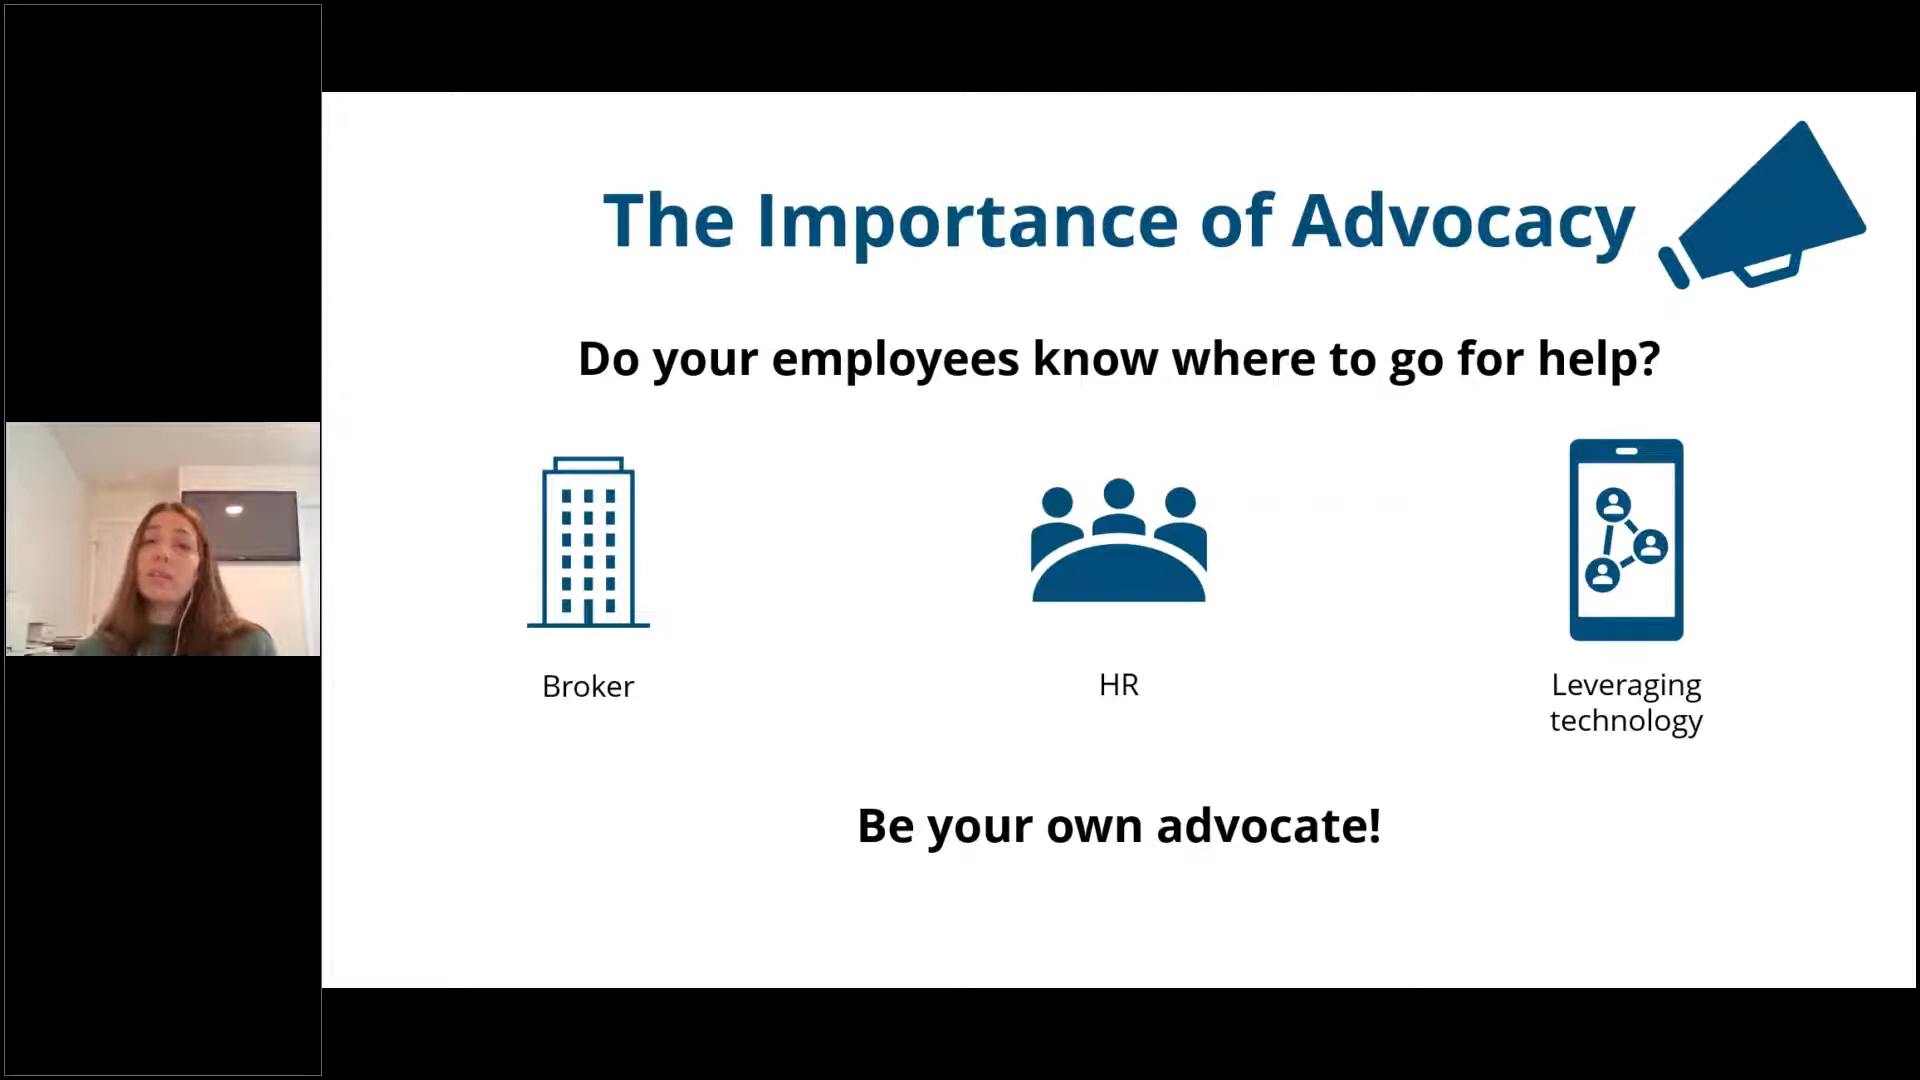 The Importance of Advocacy
Do your employees know where to go for help?
Broker
HR
Leveraging
technology
Be your own advocate!